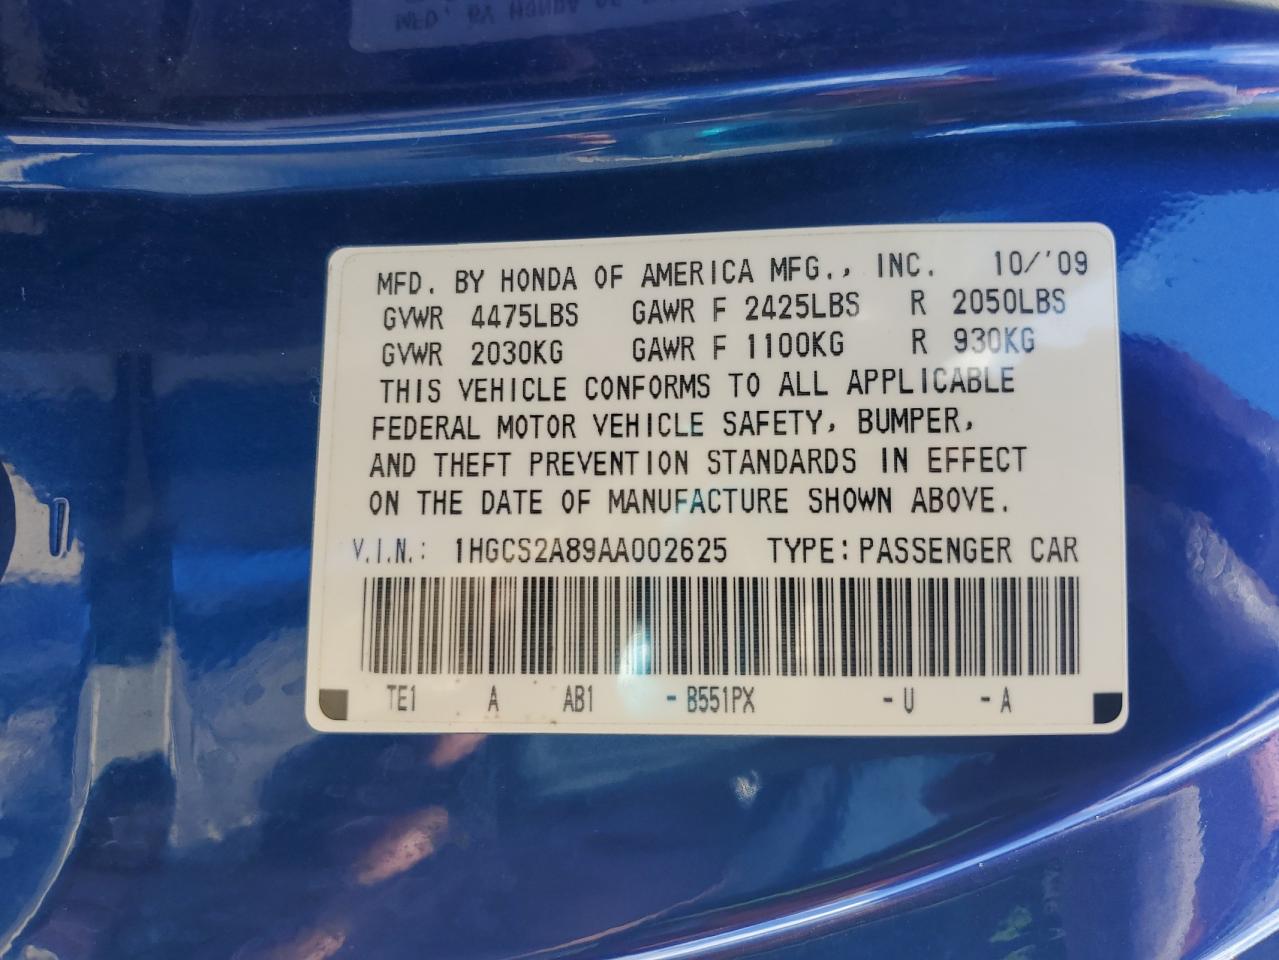 MFD. BY HONDA OF AMERICA MFG., INC. 10/'09
GVWR 4475LBS GAWR F 2425LBS R 2050LBS
GVWR 2030KG GAWR F 1100KG R 930KG
THIS VEHICLE CONFORMS TO ALL APPLICABLE
FEDERAL MOTOR VEHICLE SAFETY, BUMPER,
AND THEFT PREVENTION STANDARDS IN EFFECT
ON THE DATE OF MANUFACTURE SHOWN ABOVE.
V.I.N.: 1HGCS2A89AA002625 TYPE: PASSENGER CAR
TE1 A AB1 - B551PX - U - A